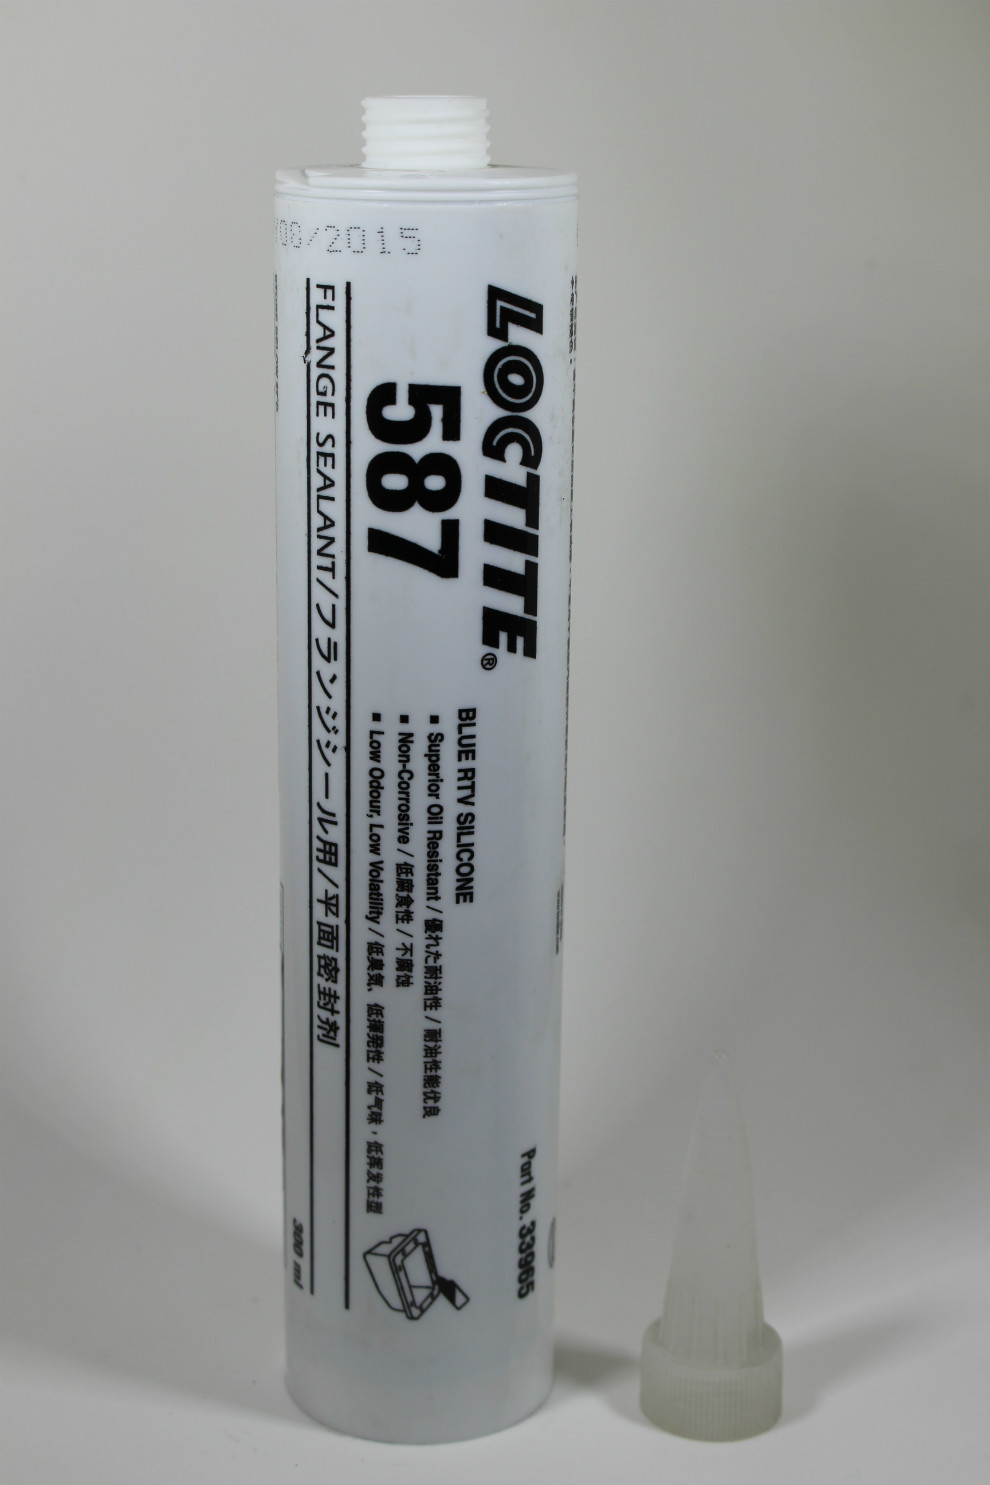 /08/2015
LOCTITE®
587
BLUE RTV SILICONE
▪ Superior Oil Resistant / 優れた耐油性 / 耐油性能优良
▪ Non-Corrosive / 低腐食性 / 不腐蚀
▪ Low Odour, Low Volatility / 低臭気、低揮発性 / 低气味，低挥发性型
FLANGE SEALANT/フランジシール用/平面密封剂
Part No. 33965
300 ml